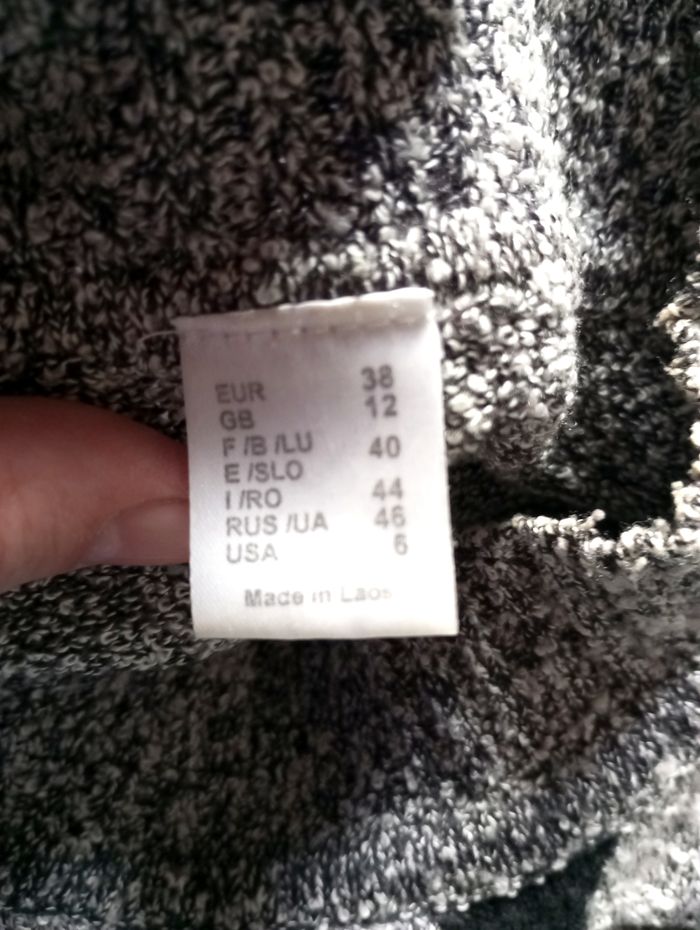 EUR 38
GB 12
F /B /LU 40
E /SLO
I /RO 44
RUS /UA 46
USA 6
Made in Laos